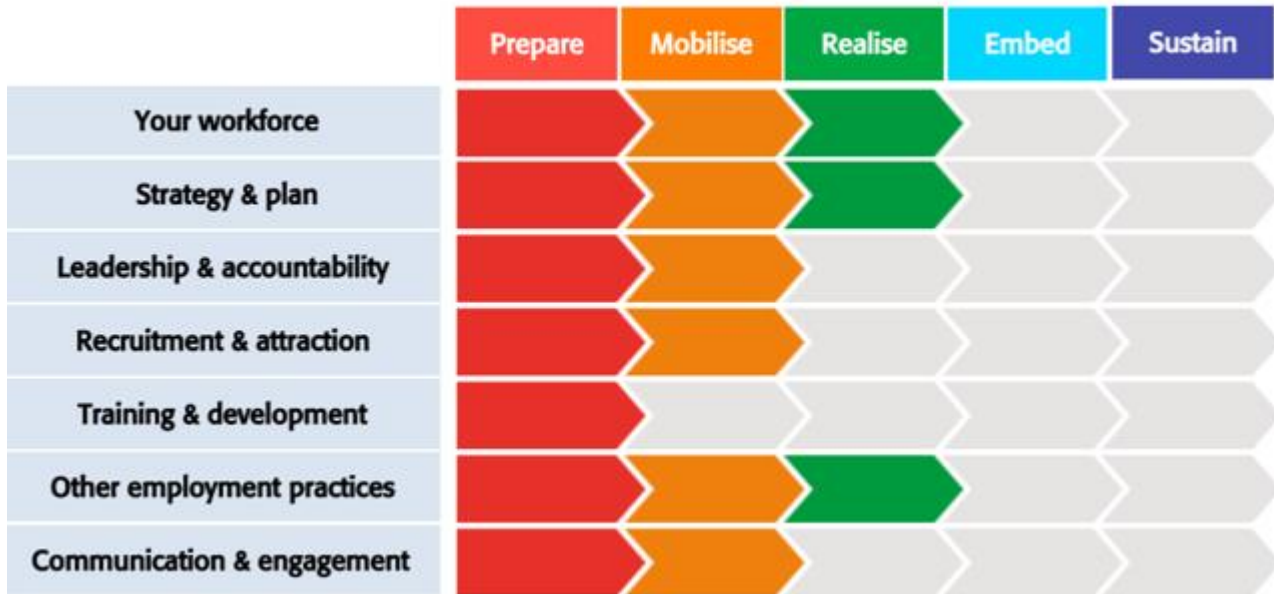 Prepare Mobilise Realise Embed Sustain
Your workforce
Strategy & plan
Leadership & accountability
Recruitment & attraction
Training & development
Other employment practices
Communication & engagement